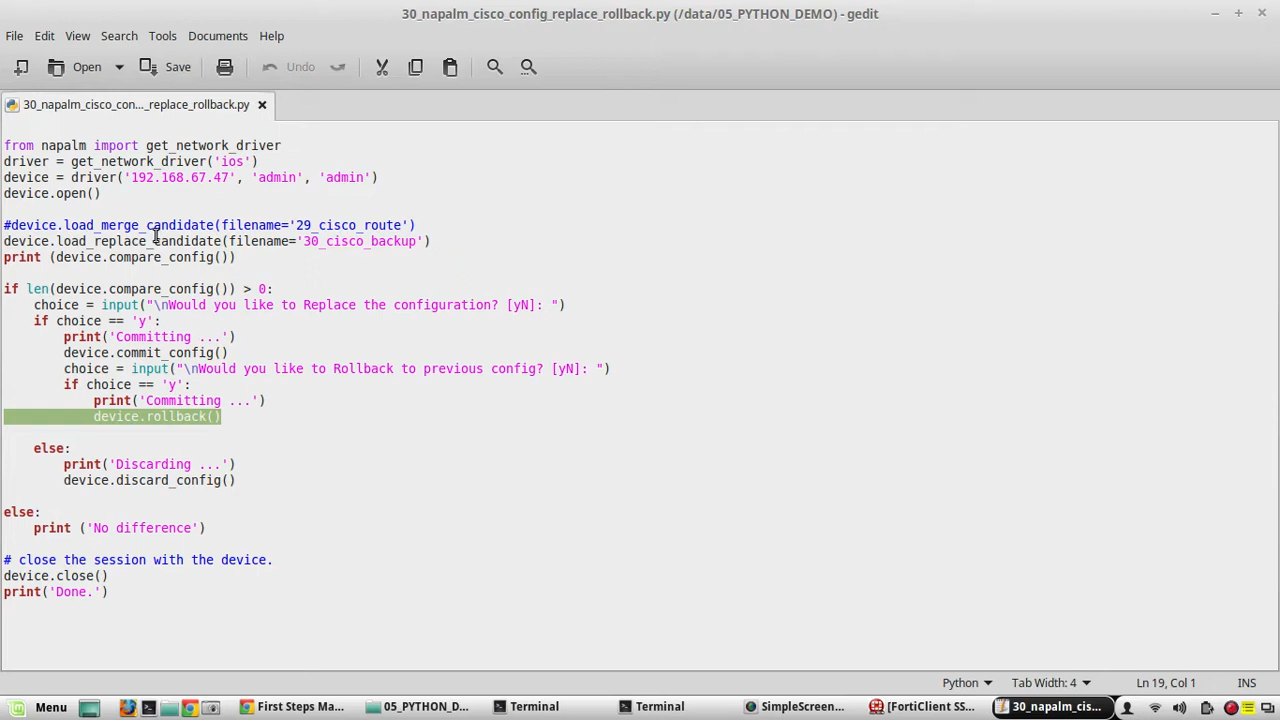 30_napalm_cisco_config_replace_rollback.py (/data/05_PYTHON_DEMO) - gedit
File Edit View Search Tools Documents Help
Open Save Undo
30_napalm_cisco_con..._replace_rollback.py
from napalm import get_network_driver
driver = get_network_driver('ios')
device = driver('192.168.67.47', 'admin', 'admin')
device.open()
#device.load_merge_candidate(filename='29_cisco_route')
device.load_replace_candidate(filename='30_cisco_backup')
print (device.compare_config())
if len(device.compare_config()) > 0:
    choice = input("\nWould you like to Replace the configuration? [yN]: ")
    if choice == 'y':
        print('Committing ...')
        device.commit_config()
        choice = input("\nWould you like to Rollback to previous config? [yN]: ")
        if choice == 'y':
            print('Committing ...')
            device.rollback()
    else:
        print('Discarding ...')
        device.discard_config()
else:
    print ('No difference')
# close the session with the device.
device.close()
print('Done.')
Python Tab Width: 4 Ln 19, Col 1 INS
Menu First Steps Ma... 05_PYTHON_D... Terminal Terminal SimpleScreen... [FortiClient SS... 30_napalm_cis...